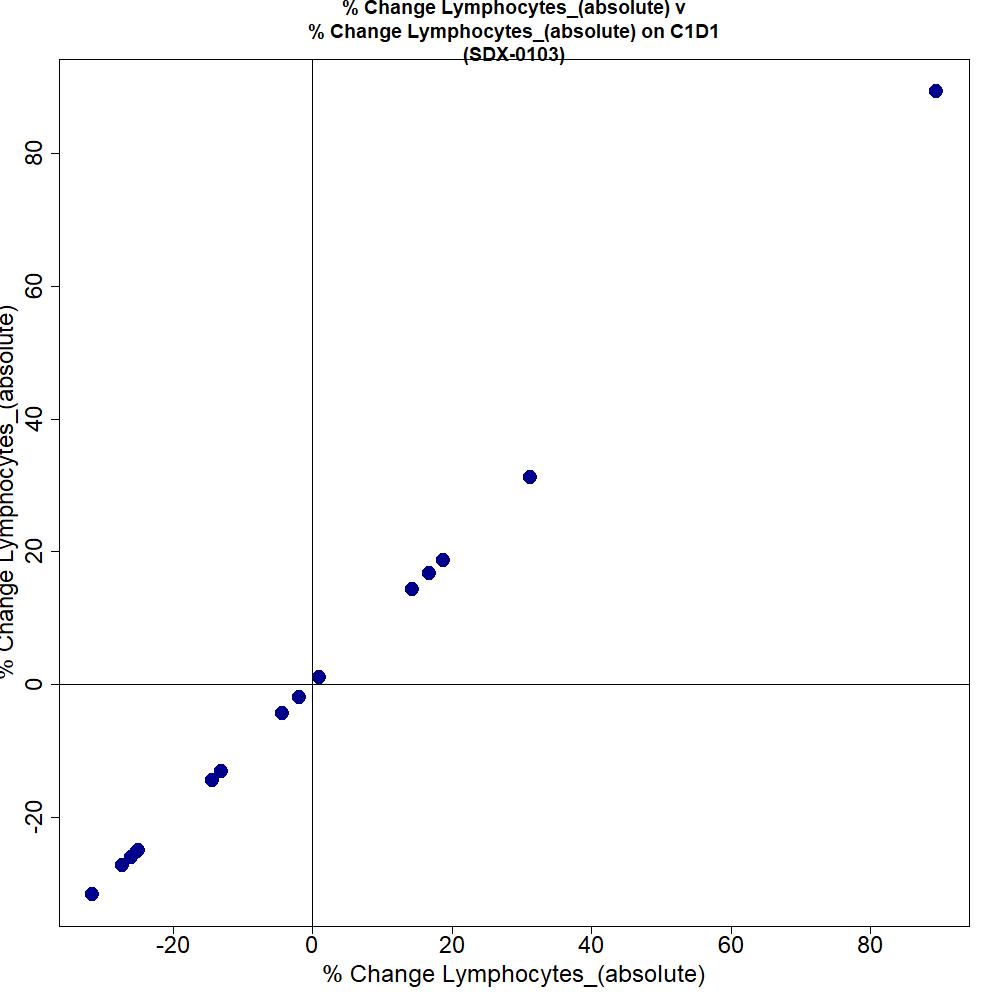 % Change Lymphocytes_(absolute) v
% Change Lymphocytes_(absolute) on C1D1
(SDX-0103)
% Change Lymphocytes_(absolute)
80
60
40
20
0
-20
-20 0 20 40 60 80
% Change Lymphocytes_(absolute)